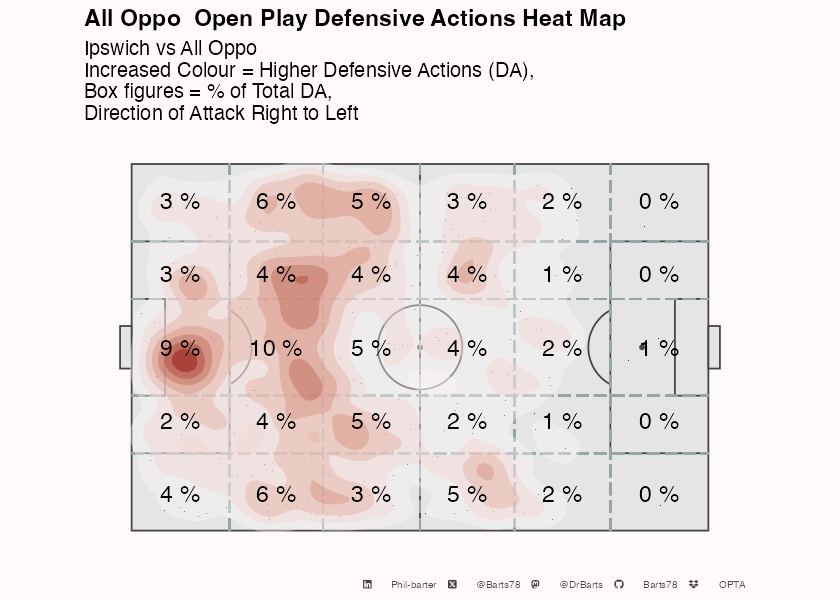 All Oppo  Open Play Defensive Actions Heat Map
Ipswich vs All Oppo
Increased Colour = Higher Defensive Actions (DA),
Box figures = % of Total DA,
Direction of Attack Right to Left
3 % 6 % 5 % 3 % 2 % 0 %
3 % 4 % 4 % 4 % 1 % 0 %
9 % 10 % 5 % 4 % 2 % 1 %
2 % 4 % 5 % 2 % 1 % 0 %
4 % 6 % 3 % 5 % 2 % 0 %
Phil-barter @Barts78 @DrBarts Barts78 OPTA